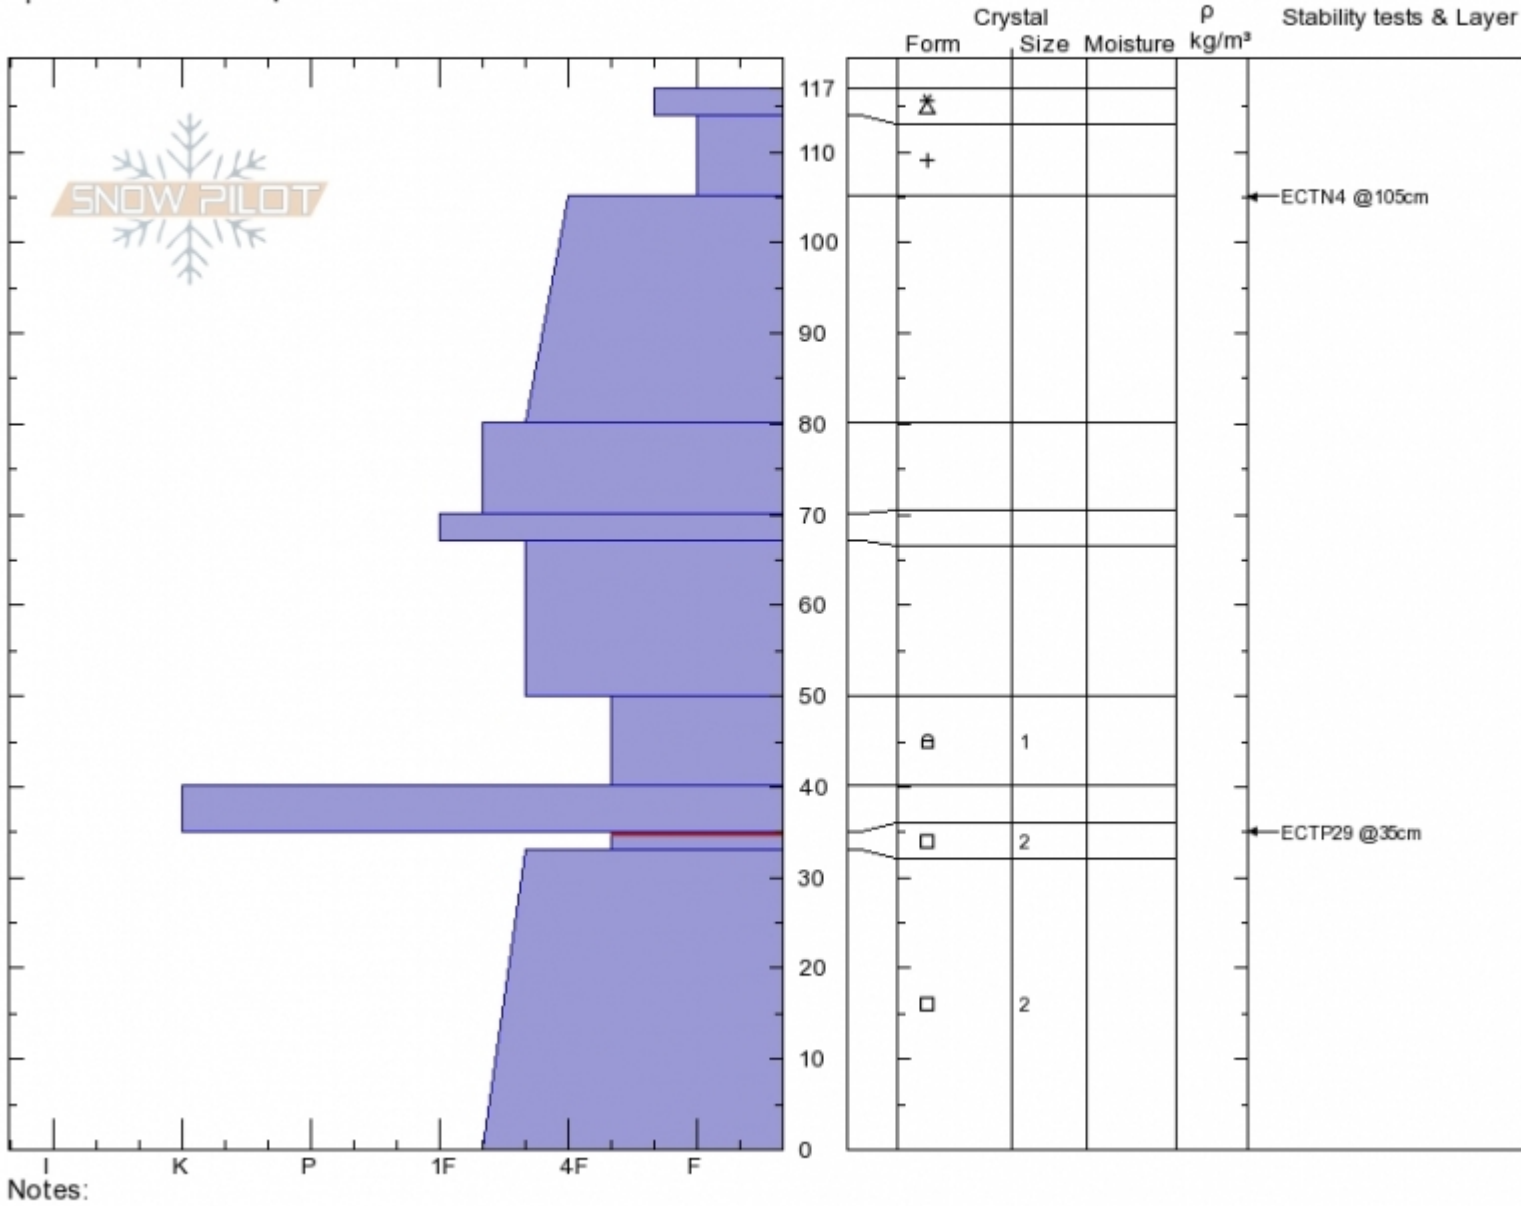 Crystal ρ Stability tests & Layer
Form Size Moisture kg/m³
117
SNOW PILOT
110
ECTN4 @105cm
100
90
80
70
60
50
1
40
ECTP29 @35cm
2
30
20
2
10
0
I K P 1F 4F F
Notes: